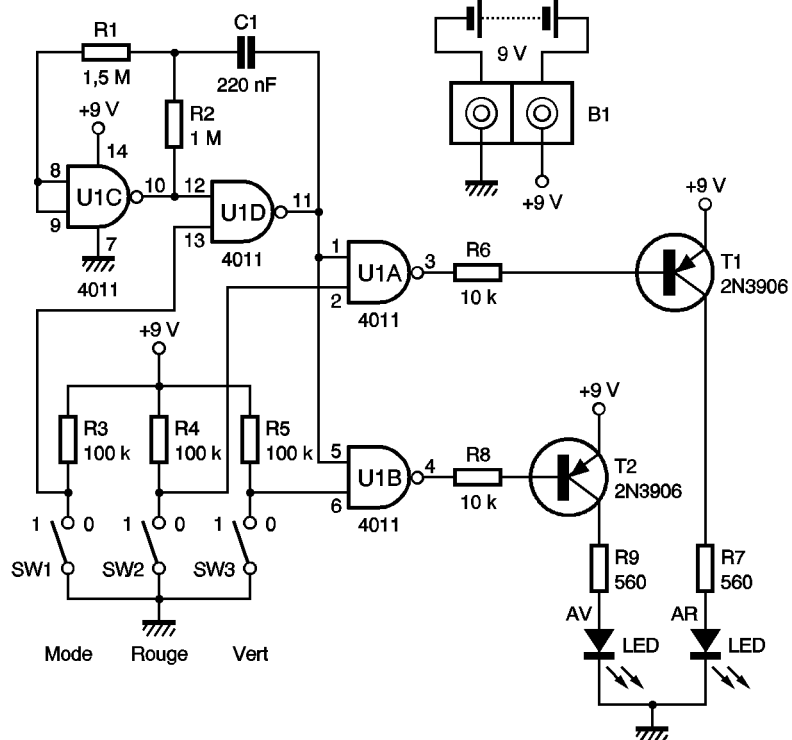 R1
1,5 M
C1
220 nF
9 V
B1
+9 V
+9 V
14
R2
1 M
8
9
U1C
10
7
4011
12
13
U1D
11
4011
+9 V
1
2
U1A
3
4011
R6
10 k
T1
2N3906
+9 V
R3
100 k
R4
100 k
R5
100 k
5
6
U1B
4
4011
R8
10 k
+9 V
T2
2N3906
1 0
SW1
1 0
SW2
1 0
SW3
R9
560
R7
560
AV
LED
AR
LED
Mode
Rouge
Vert